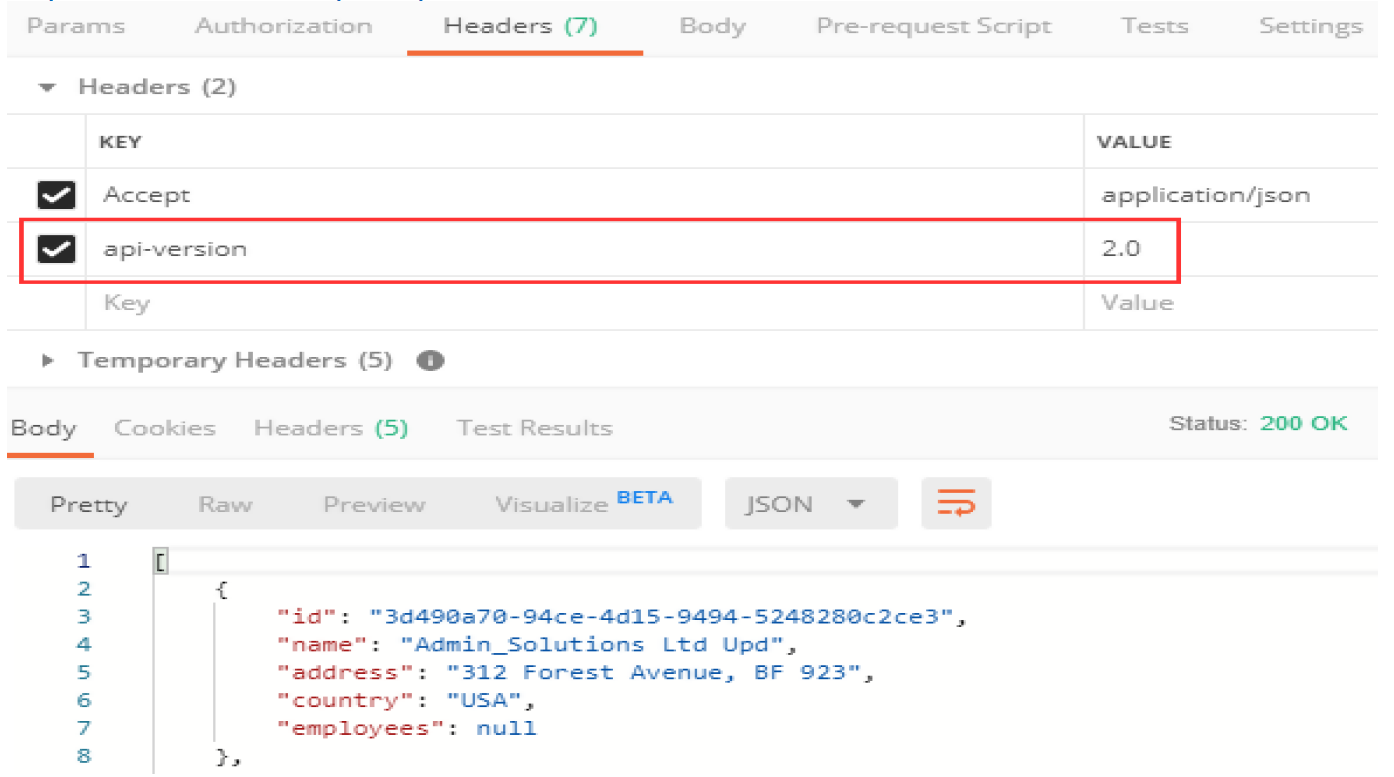 Params Authorization Headers (7) Body Pre-request Script Tests Settings
Headers (2)
KEY VALUE
Accept application/json
api-version 2.0
Key Value
Temporary Headers (5)
Body Cookies Headers (5) Test Results Status: 200 OK
Pretty Raw Preview Visualize BETA JSON
1 [
2 {
3 "id": "3d490a70-94ce-4d15-9494-5248280c2ce3",
4 "name": "Admin_Solutions Ltd Upd",
5 "address": "312 Forest Avenue, BF 923",
6 "country": "USA",
7 "employees": null
8 },